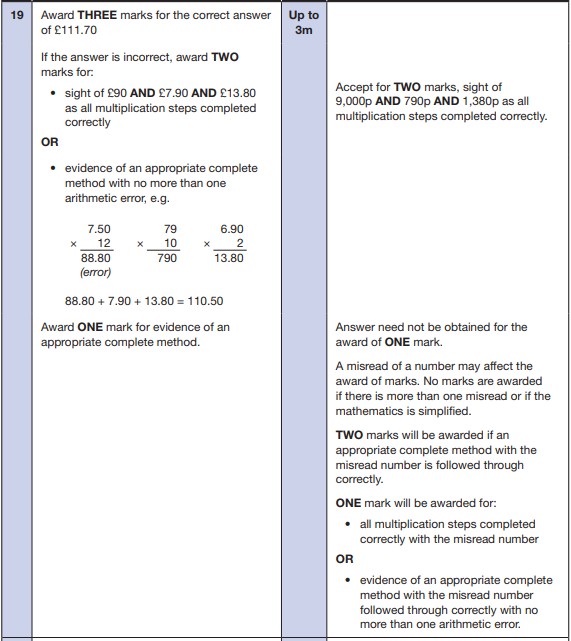 19
Award THREE marks for the correct answer
of £111.70
If the answer is incorrect, award TWO
marks for:
• sight of £90 AND £7.90 AND £13.80
as all multiplication steps completed
correctly
OR
• evidence of an appropriate complete
method with no more than one
arithmetic error, e.g.
7.50 79 6.90
× 12 × 10 × 2
88.80 790 13.80
(error)
88.80 + 7.90 + 13.80 = 110.50
Award ONE mark for evidence of an
appropriate complete method.
Up to
3m
Accept for TWO marks, sight of
9,000p AND 790p AND 1,380p as all
multiplication steps completed correctly.
Answer need not be obtained for the
award of ONE mark.
A misread of a number may affect the
award of marks. No marks are awarded
if there is more than one misread or if the
mathematics is simplified.
TWO marks will be awarded if an
appropriate complete method with the
misread number is followed through
correctly.
ONE mark will be awarded for:
• all multiplication steps completed
correctly with the misread number
OR
• evidence of an appropriate complete
method with the misread number
followed through correctly with no
more than one arithmetic error.